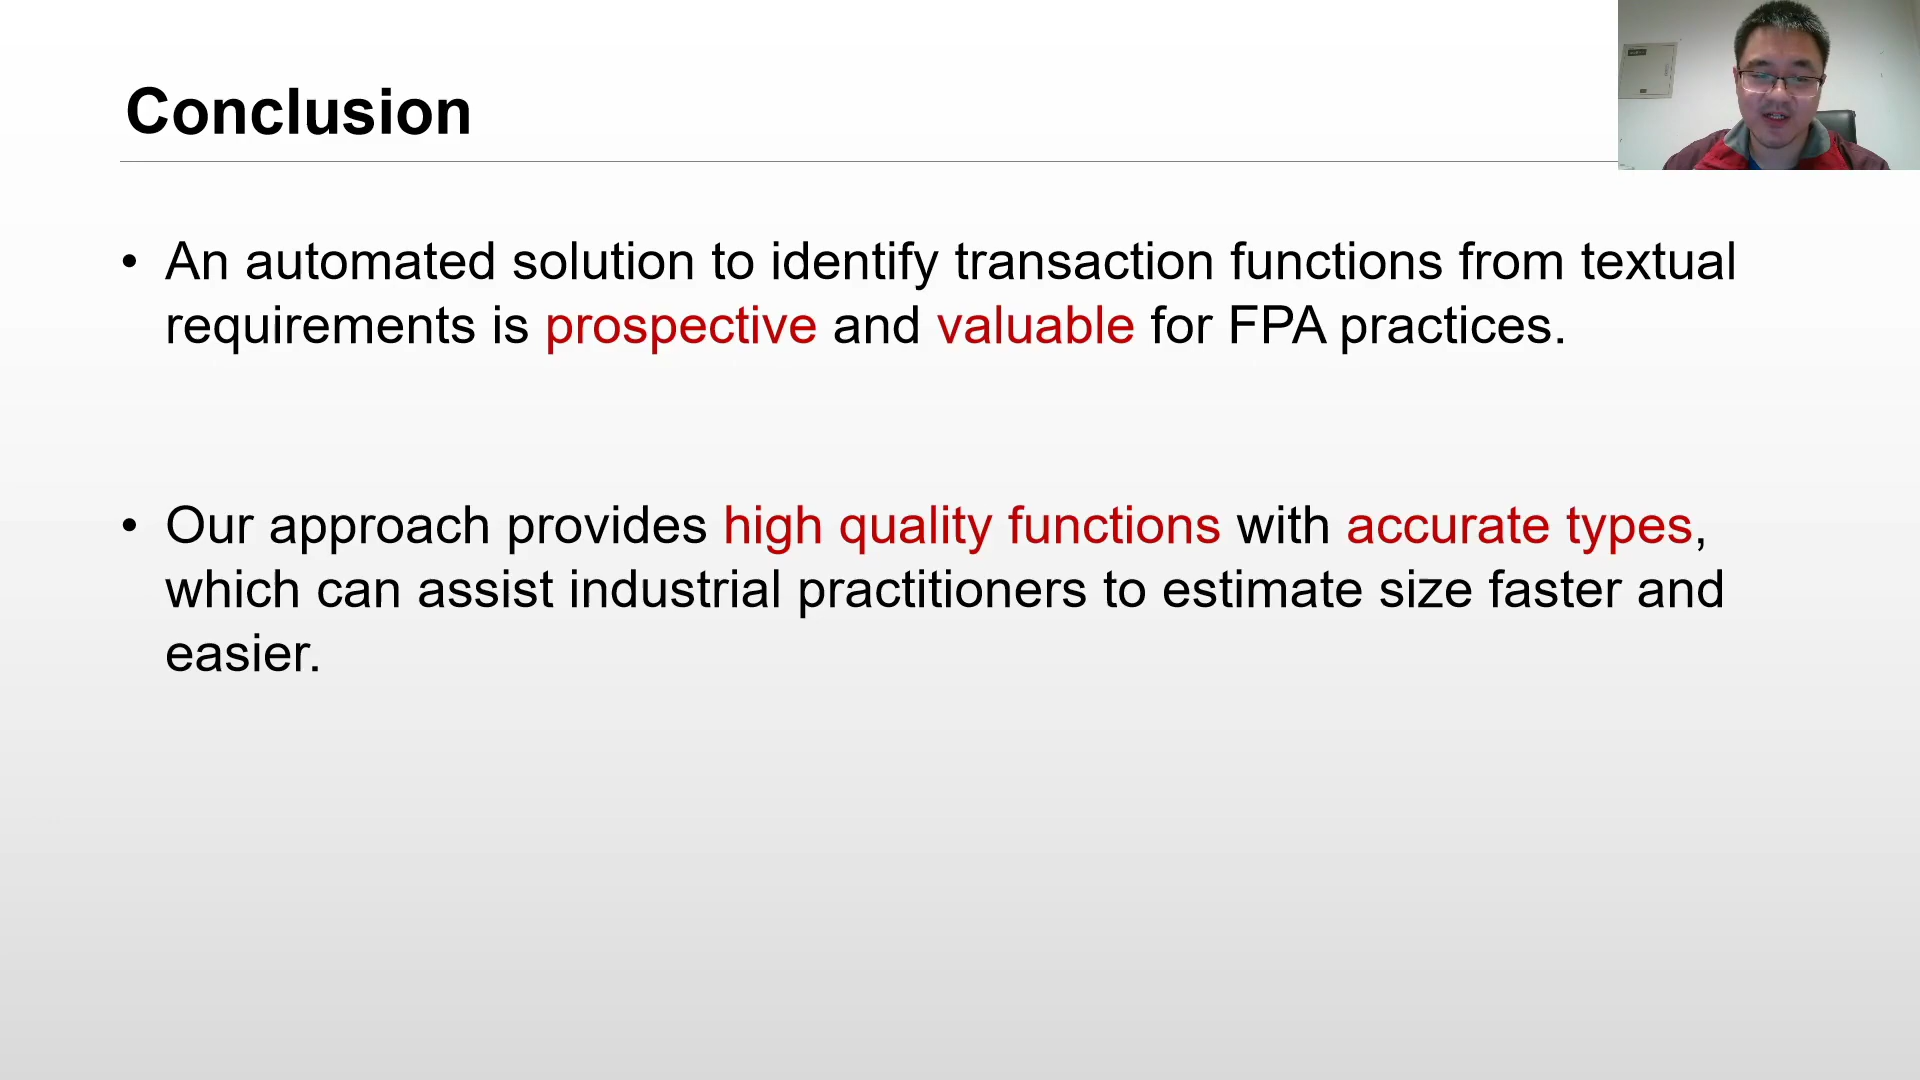 Conclusion
• An automated solution to identify transaction functions from textual
requirements is prospective and valuable for FPA practices.
• Our approach provides high quality functions with accurate types,
which can assist industrial practitioners to estimate size faster and
easier.